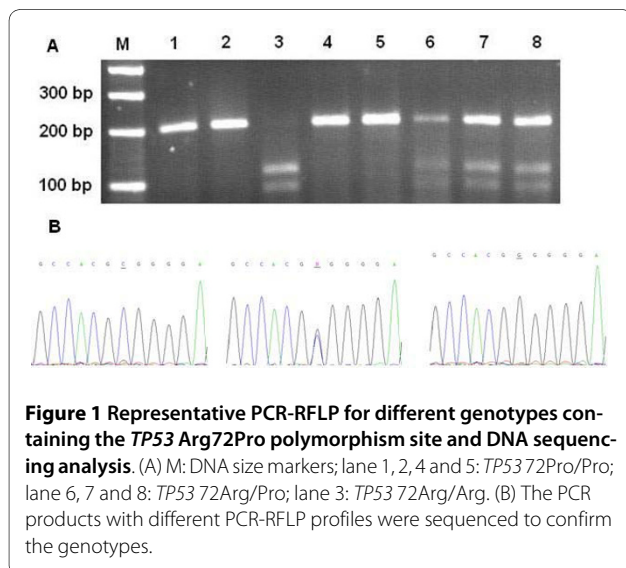 A M 1 2 3 4 5 6 7 8
300 bp
200 bp
100 bp
B
G C C A C G C G G G G A
G C C A C G N G G G G A
G C C A C G G G G G G A
Figure 1 Representative PCR-RFLP for different genotypes con-
taining the TP53 Arg72Pro polymorphism site and DNA sequenc-
ing analysis. (A) M: DNA size markers; lane 1, 2, 4 and 5: TP53 72Pro/Pro;
lane 6, 7 and 8: TP53 72Arg/Pro; lane 3: TP53 72Arg/Arg. (B) The PCR
products with different PCR-RFLP profiles were sequenced to confirm
the genotypes.